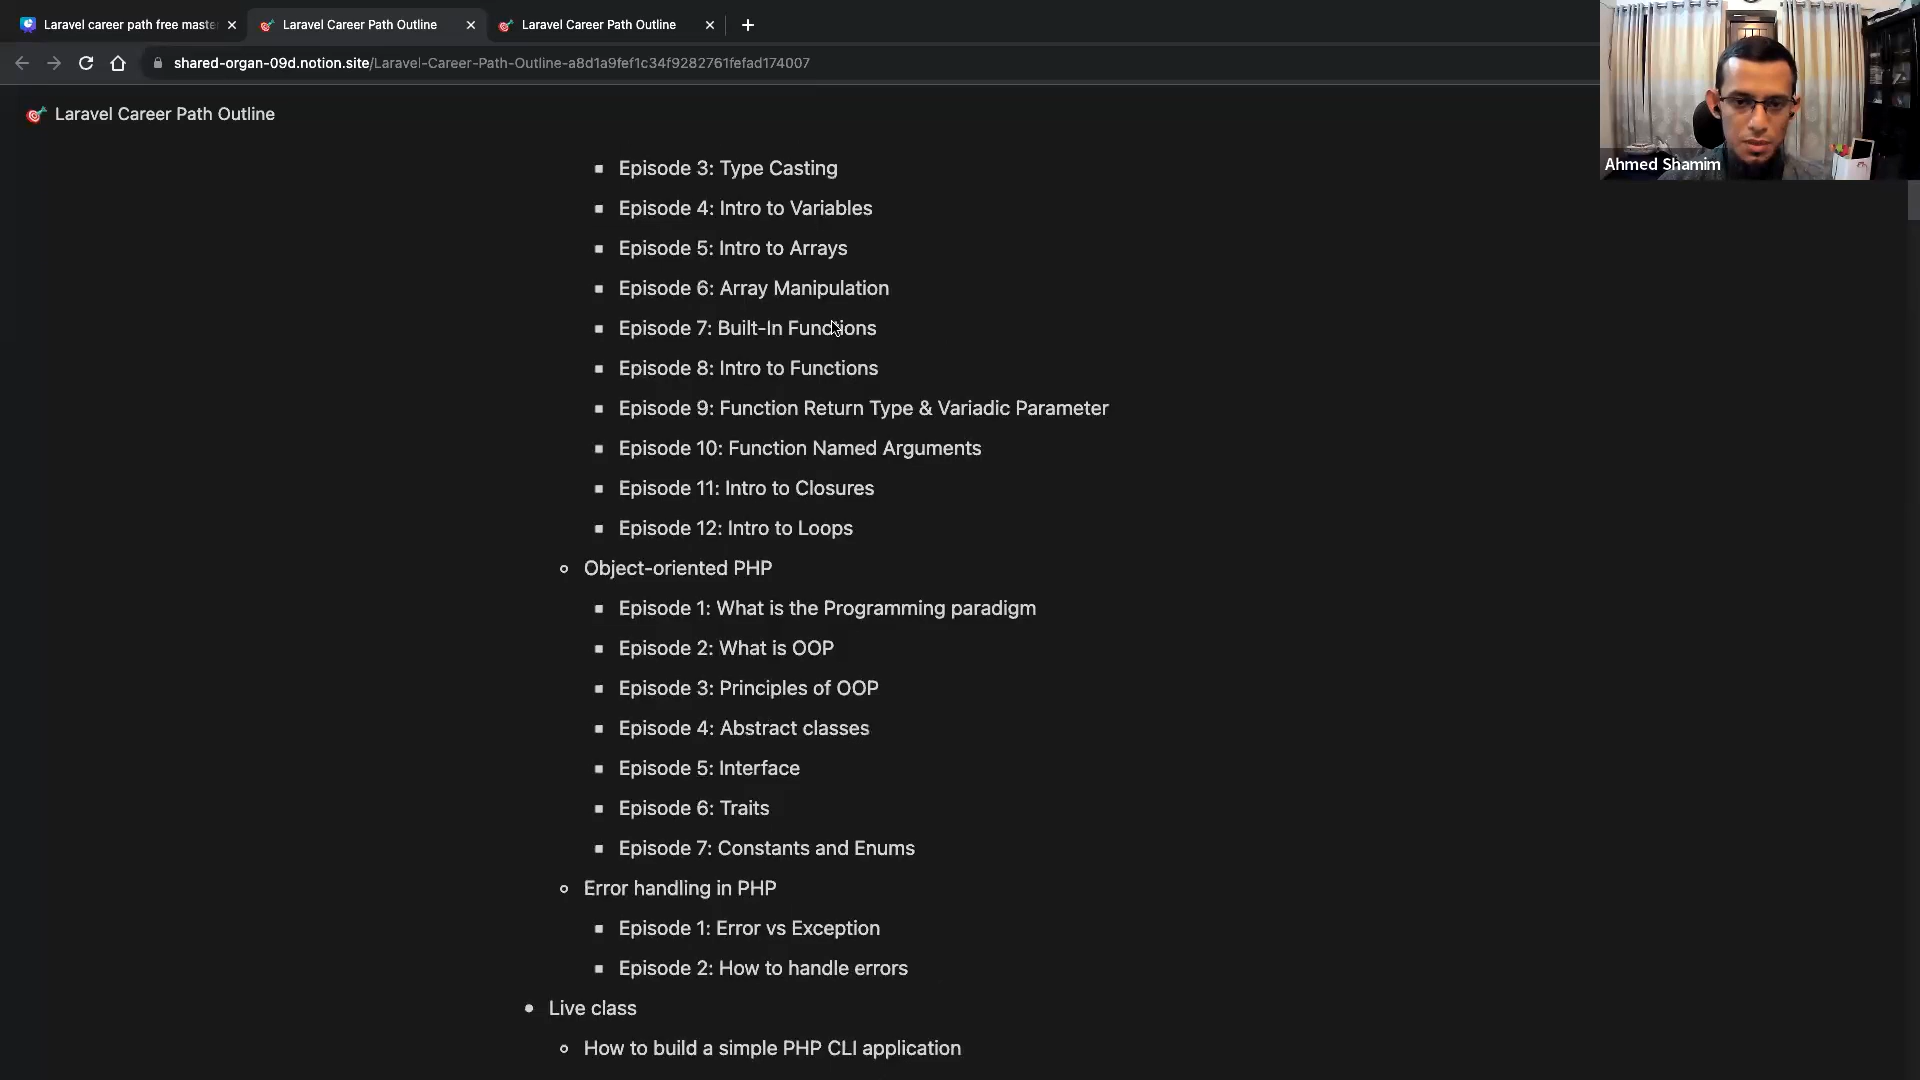 Laravel career path free maste
Laravel Career Path Outline
Laravel Career Path Outline
shared-organ-09d.notion.site/Laravel-Career-Path-Outline-a8d1a9fef1c34f9282761fefad174007
Laravel Career Path Outline
Ahmed Shamim
Episode 3: Type Casting
Episode 4: Intro to Variables
Episode 5: Intro to Arrays
Episode 6: Array Manipulation
Episode 7: Built-In Functions
Episode 8: Intro to Functions
Episode 9: Function Return Type & Variadic Parameter
Episode 10: Function Named Arguments
Episode 11: Intro to Closures
Episode 12: Intro to Loops
Object-oriented PHP
Episode 1: What is the Programming paradigm
Episode 2: What is OOP
Episode 3: Principles of OOP
Episode 4: Abstract classes
Episode 5: Interface
Episode 6: Traits
Episode 7: Constants and Enums
Error handling in PHP
Episode 1: Error vs Exception
Episode 2: How to handle errors
Live class
How to build a simple PHP CLI application